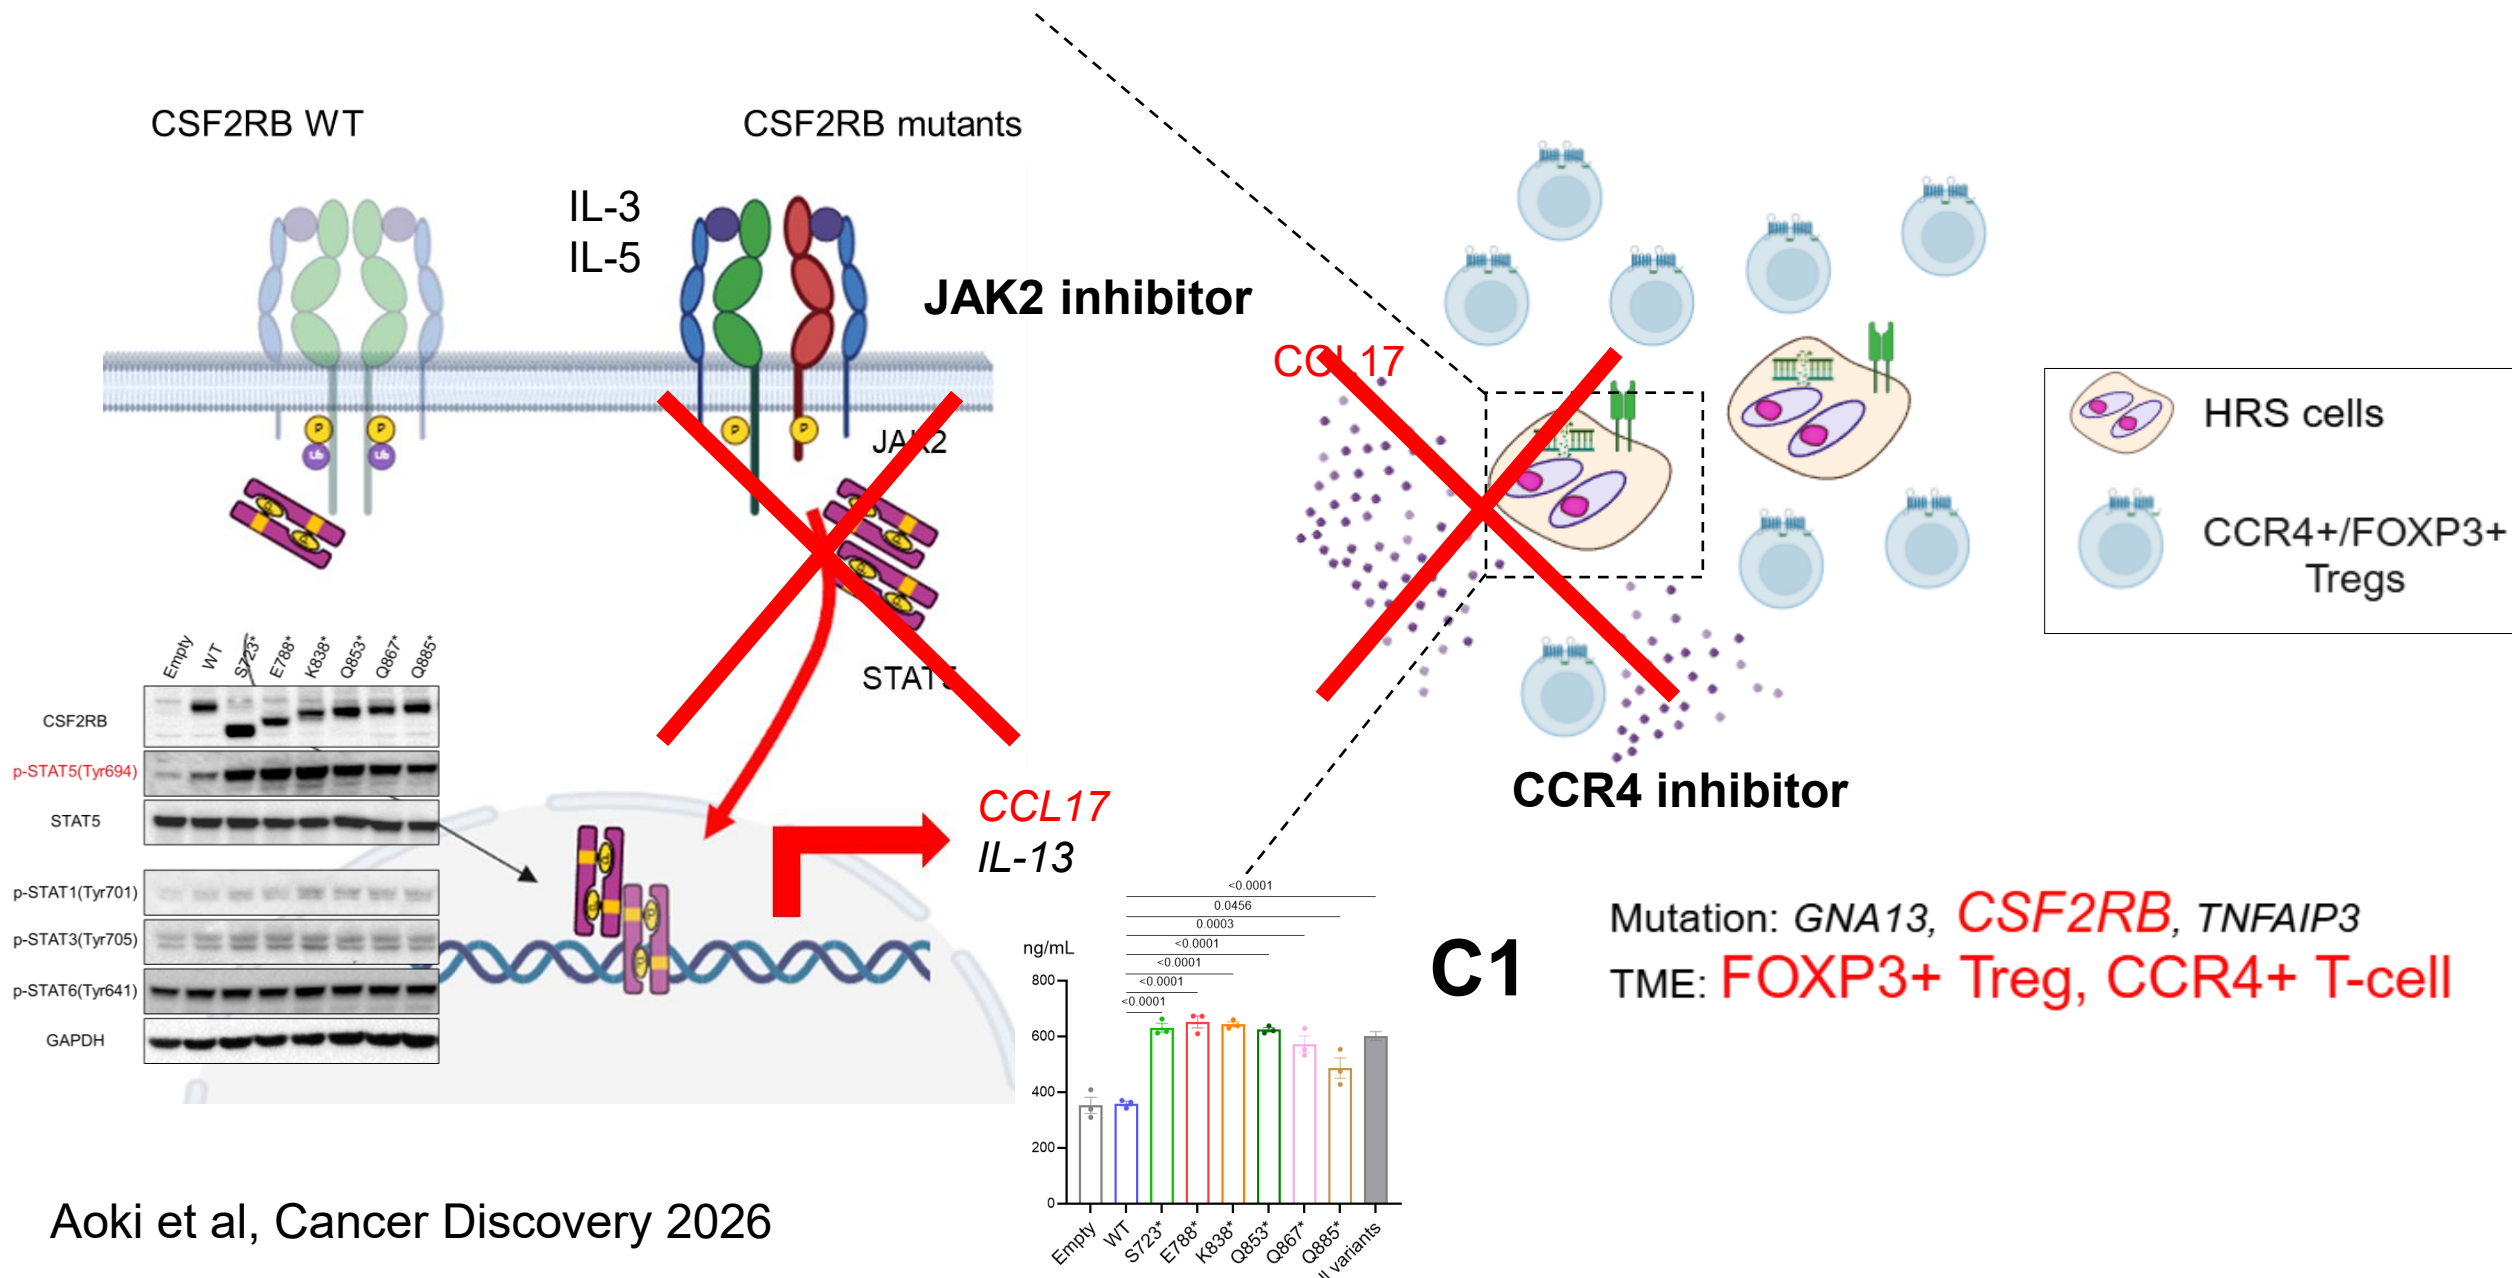 CSF2RB WT
CSF2RB mutants
IL-3
IL-5
JAK2 inhibitor
CCL17
JAK2
STAT5
P
P
Ub
Ub
P
P
HRS cells
CCR4+/FOXP3+
Tregs
CCR4 inhibitor
Empty
WT
S723*
E788*
K838*
Q853*
Q867*
Q885*
CSF2RB
p-STAT5(Tyr694)
STAT5
p-STAT1(Tyr701)
p-STAT3(Tyr705)
p-STAT6(Tyr641)
GAPDH
CCL17
IL-13
<0.0001
0.0456
0.0003
<0.0001
<0.0001
<0.0001
<0.0001
ng/mL
800
600
400
200
0
Empty
WT
S723*
E788*
K838*
Q853*
Q867*
Q885*
variants
C1
Mutation: GNA13, CSF2RB, TNFAIP3
TME: FOXP3+ Treg, CCR4+ T-cell
Aoki et al, Cancer Discovery 2026